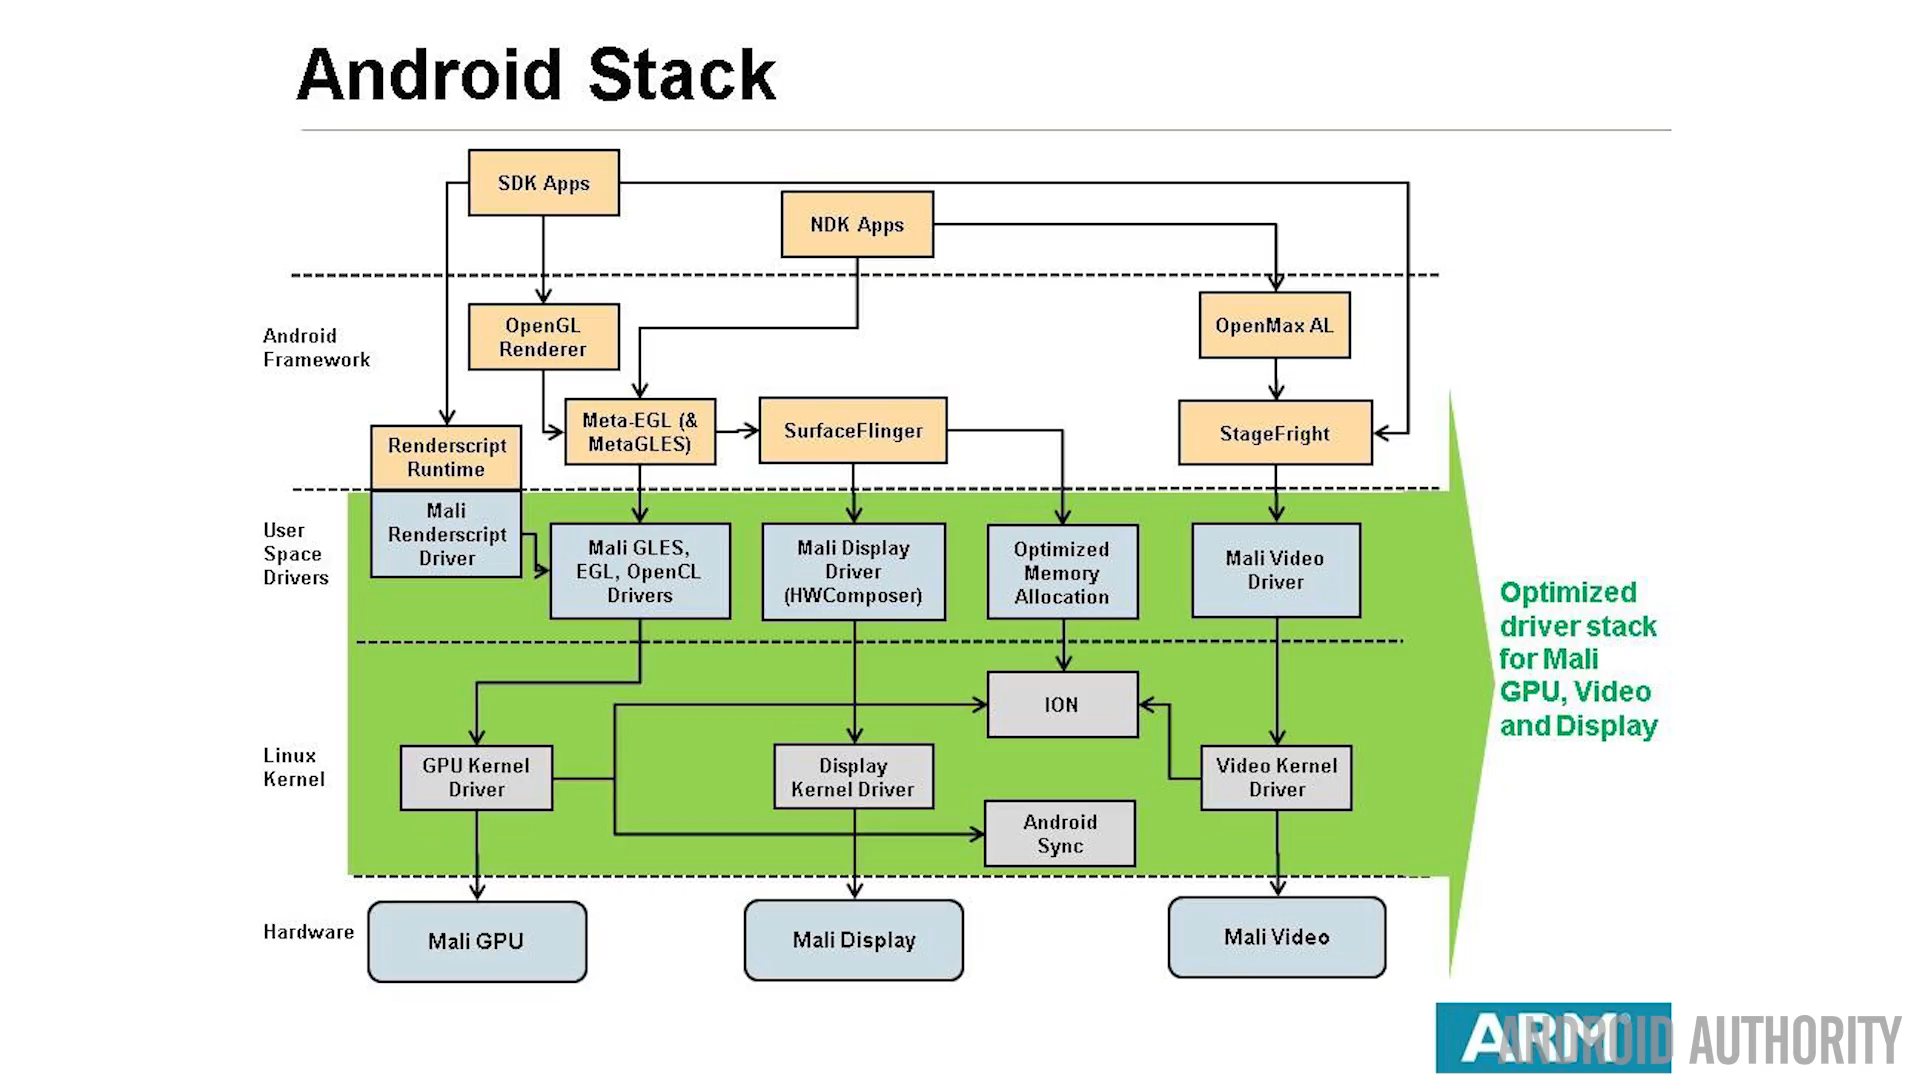 Android Stack
SDK Apps
NDK Apps
Android
Framework
OpenGL
Renderer
OpenMax AL
Meta-EGL (&
MetaGLES)
SurfaceFlinger
StageFright
Renderscript
Runtime
User
Space
Drivers
Mali
Renderscript
Driver
Mali GLES,
EGL, OpenCL
Drivers
Mali Display
Driver
(HWComposer)
Optimized
Memory
Allocation
Mali Video
Driver
Optimized
driver stack
for Mali
GPU, Video
and Display
Linux
Kernel
ION
GPU Kernel
Driver
Display
Kernel Driver
Video Kernel
Driver
Android
Sync
Hardware
Mali GPU
Mali Display
Mali Video
ARM®
ANDROID AUTHORITY